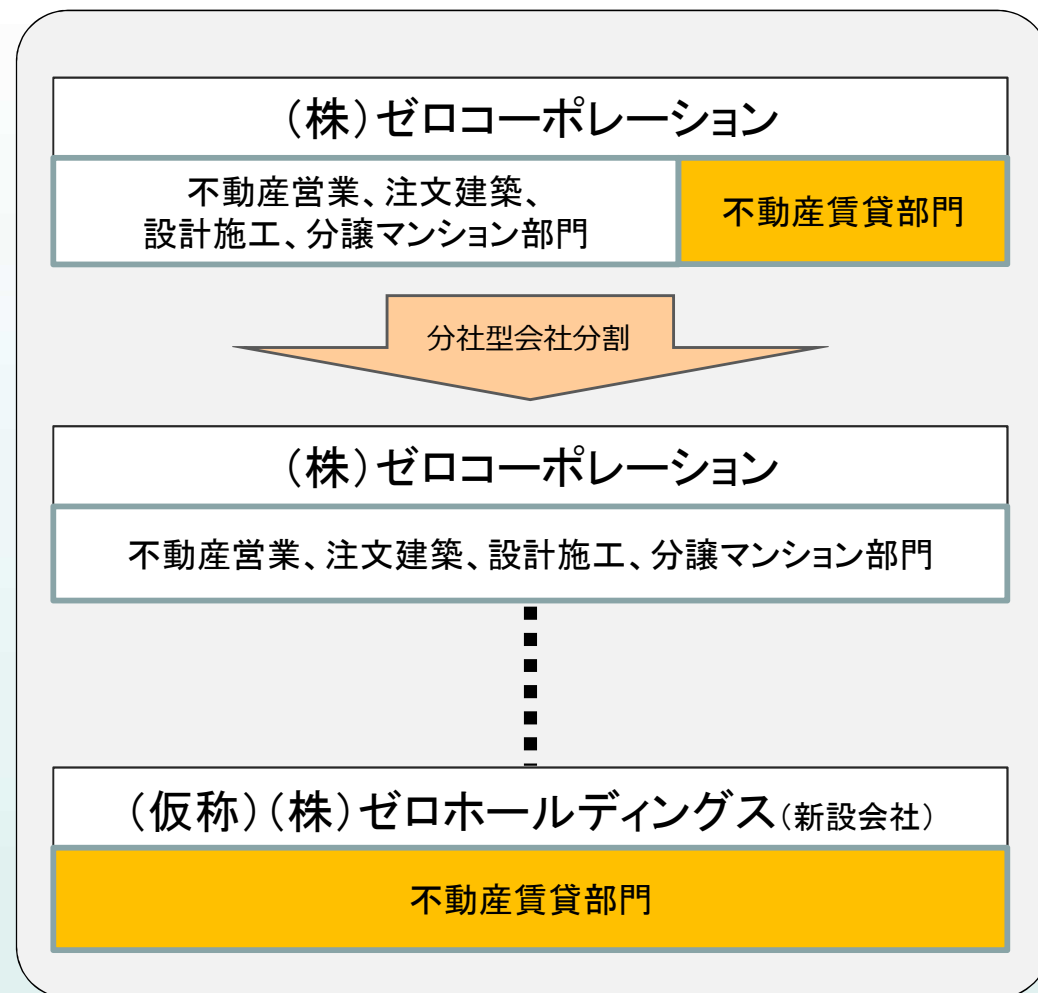 （株）ゼロコーポレーション
不動産営業、注文建築、
設計施工、分譲マンション部門
不動産賃貸部門
分社型会社分割
（株）ゼロコーポレーション
不動産営業、注文建築、設計施工、分譲マンション部門
（仮称）（株）ゼロホールディングス（新設会社）
不動産賃貸部門